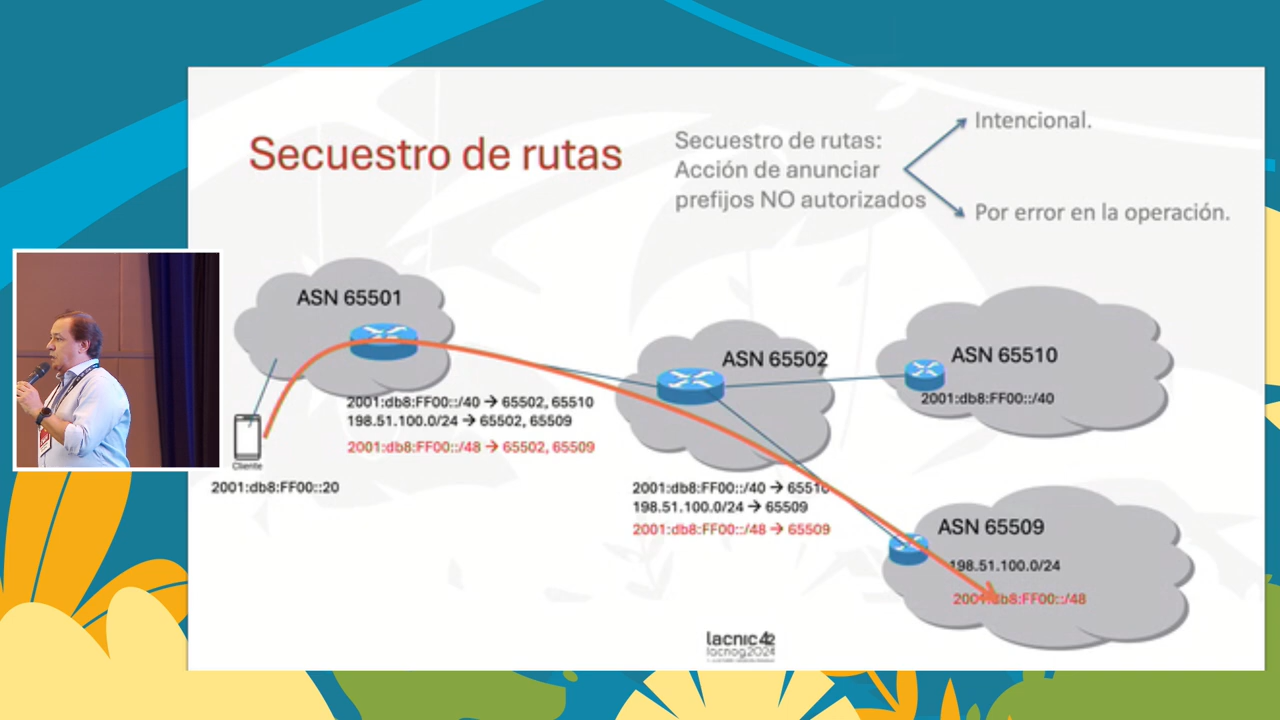 Secuestro de rutas
Secuestro de rutas:
Acción de anunciar
prefijos NO autorizados
Intencional.
Por error en la operación.
ASN 65501
2001:db8:FF00::/40 → 65502, 65510
198.51.100.0/24 → 65502, 65509
2001:db8:FF00::/48 → 65502, 65509
Cliente
2001:db8:FF00::20
ASN 65502
2001:db8:FF00::/40 → 65510
198.51.100.0/24 → 65509
2001:db8:FF00::/48 → 65509
ASN 65510
2001:db8:FF00::/40
ASN 65509
198.51.100.0/24
2001:db8:FF00::/48
lacnic42
lacnog2024